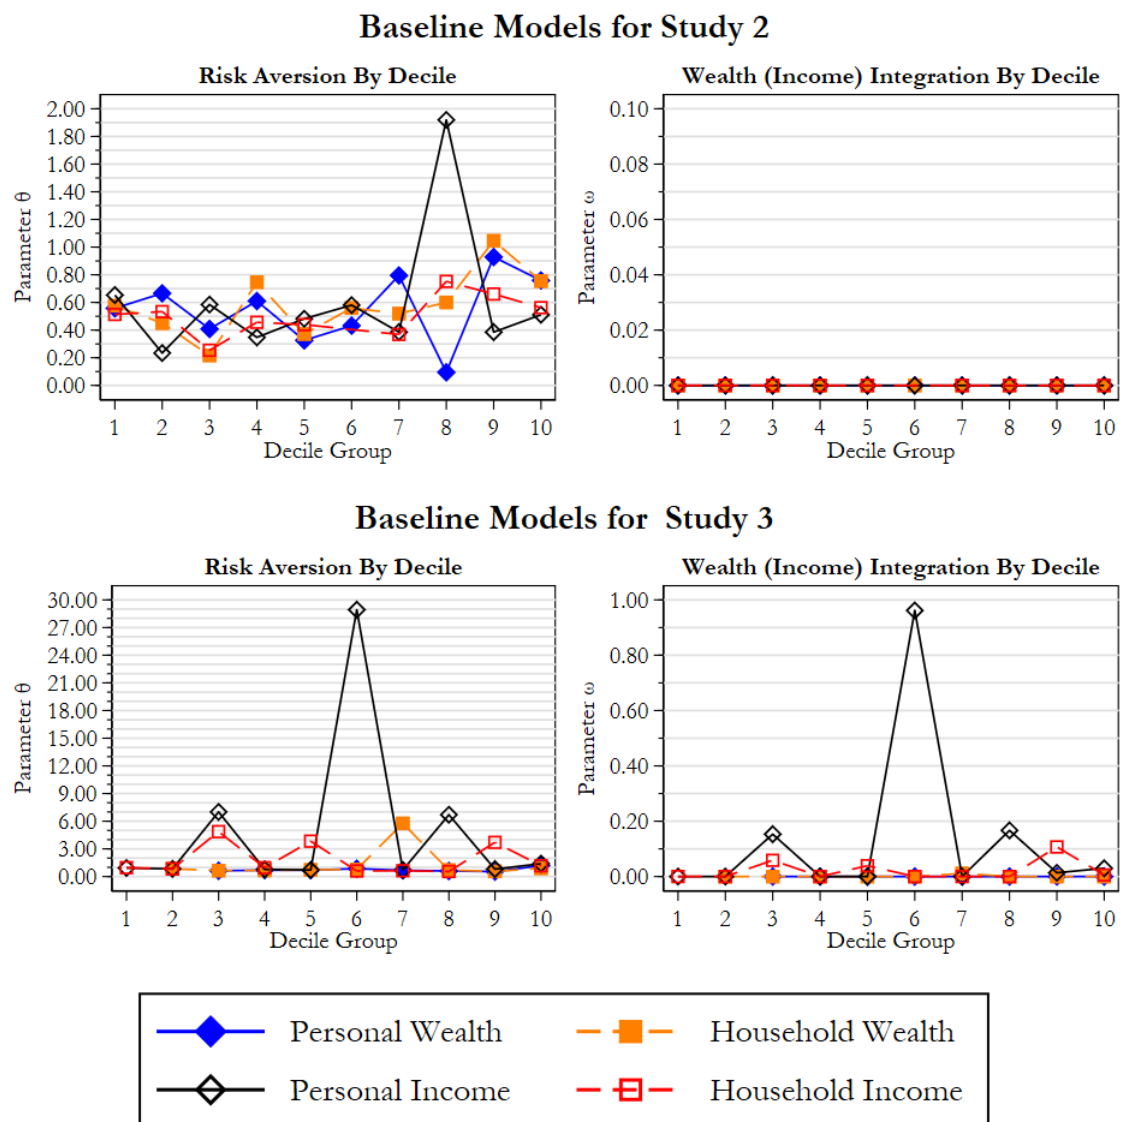 Baseline Models for Study 2
Risk Aversion By Decile
Wealth (Income) Integration By Decile
2.00
1.80
1.60
1.40
1.20
1.00
0.80
0.60
0.40
0.20
0.00
Parameter θ
1 2 3 4 5 6 7 8 9 10
Decile Group
0.10
0.08
0.06
0.04
0.02
0.00
Parameter ω
1 2 3 4 5 6 7 8 9 10
Decile Group
Baseline Models for Study 3
Risk Aversion By Decile
Wealth (Income) Integration By Decile
30.00
27.00
24.00
21.00
18.00
15.00
12.00
9.00
6.00
3.00
0.00
Parameter θ
1 2 3 4 5 6 7 8 9 10
Decile Group
1.00
0.80
0.60
0.40
0.20
0.00
Parameter ω
1 2 3 4 5 6 7 8 9 10
Decile Group
Personal Wealth
Household Wealth
Personal Income
Household Income